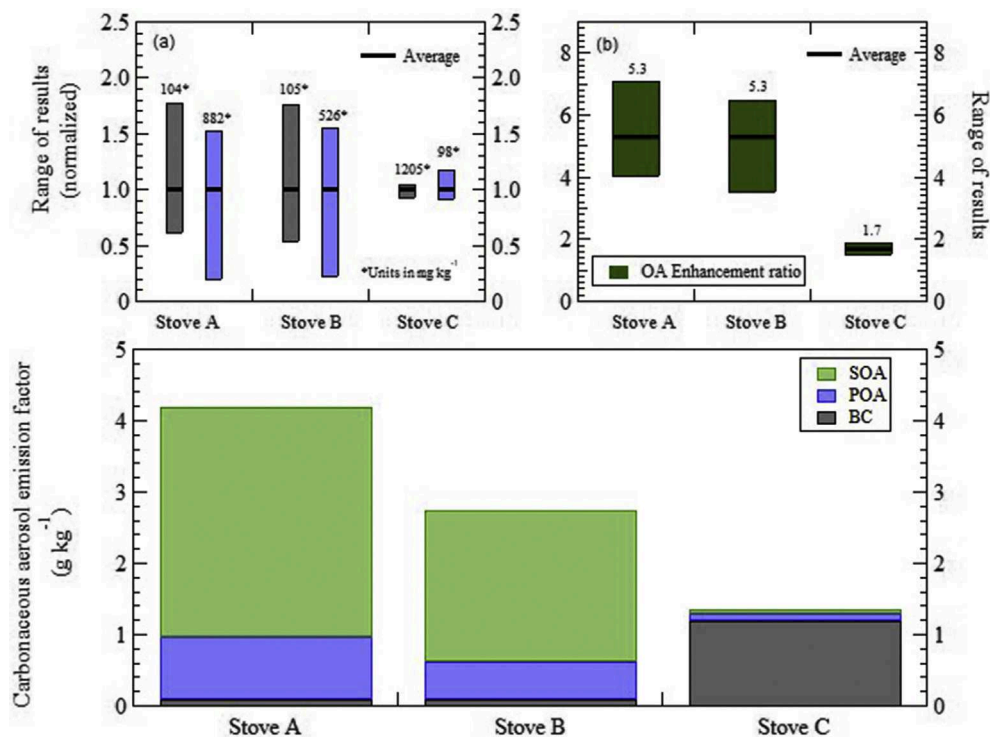 (a)
Average
2.5
2.0
1.5
1.0
0.5
0
Range of results
(normalized)
104*
882*
105*
526*
1205*
98*
*Units in mg kg-1
2.5
2.0
1.5
1.0
0.5
0
Stove A
Stove B
Stove C
(b)
Average
8
6
4
2
0
5.3
5.3
1.7
OA Enhancement ratio
8
6
4
2
0
Range of results
Stove A
Stove B
Stove C
Carbonaceous aerosol emission factor
(g kg-1)
5
4
3
2
1
0
SOA
POA
BC
5
4
3
2
1
0
Stove A
Stove B
Stove C